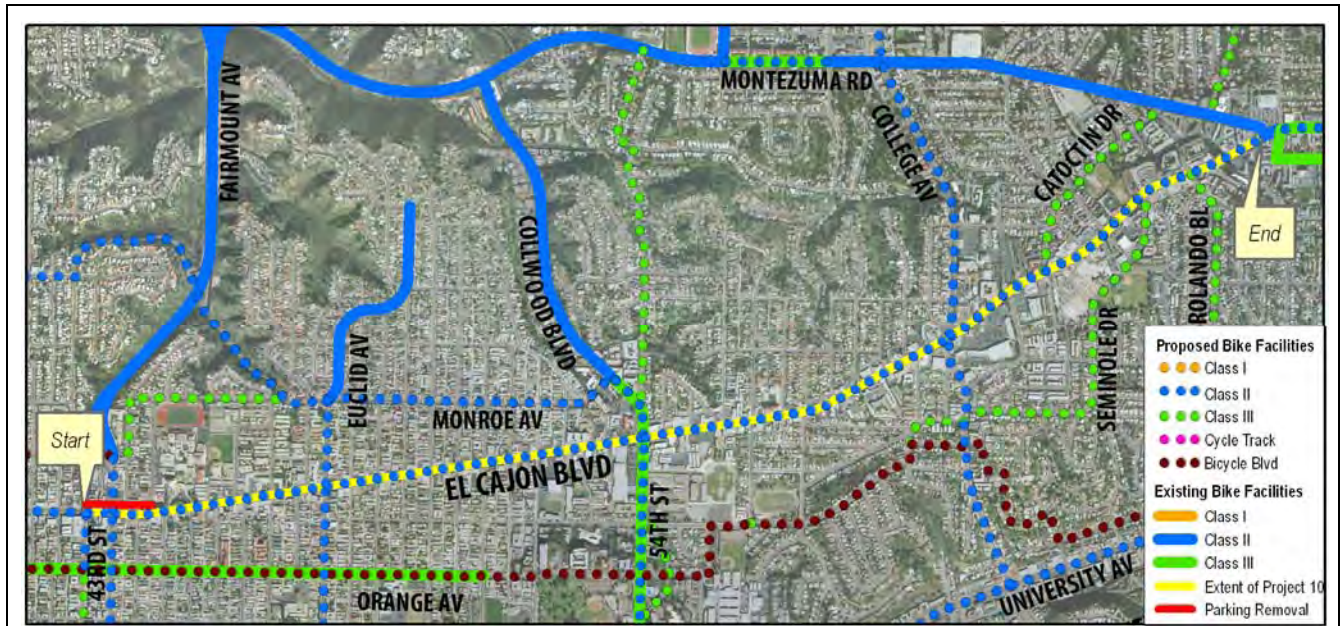 MONTEZUMA RD
FAIRMOUNT AV
COLLEGE AV
CATOCTIN DR
COLLWOOD BLVD
End
ROLANDO BL
EUCLID AV
SEMINOLE DR
MONROE AV
Start
EL CAJON BLVD
43RD ST
54TH ST
ORANGE AV
UNIVERSITY AV
Proposed Bike Facilities
Class I
Class II
Class III
Cycle Track
Bicycle Blvd
Existing Bike Facilities
Class I
Class II
Class III
Extent of Project 10
Parking Removal